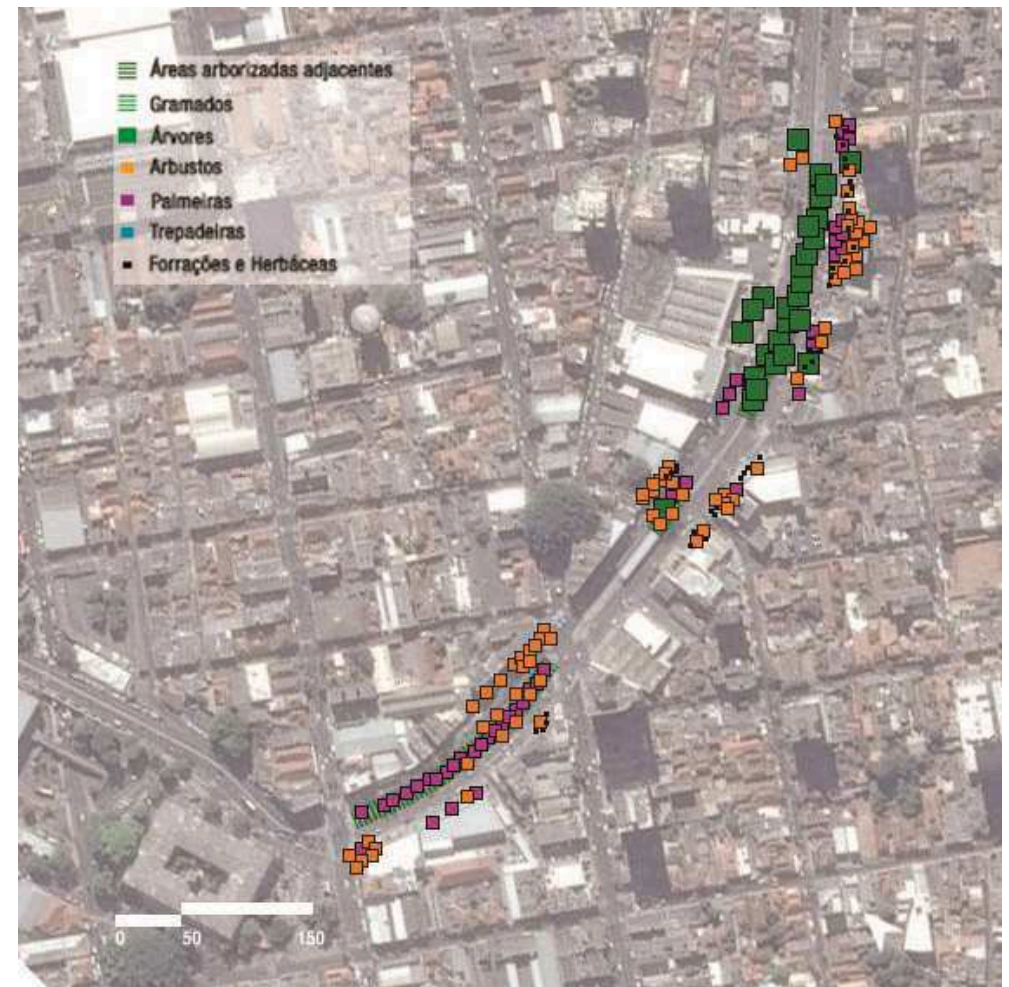 Áreas arborizadas adjacentes
Gramados
Árvores
Arbustos
Palmeiras
Trepadeiras
Forrações e Herbáceas
0 50 150